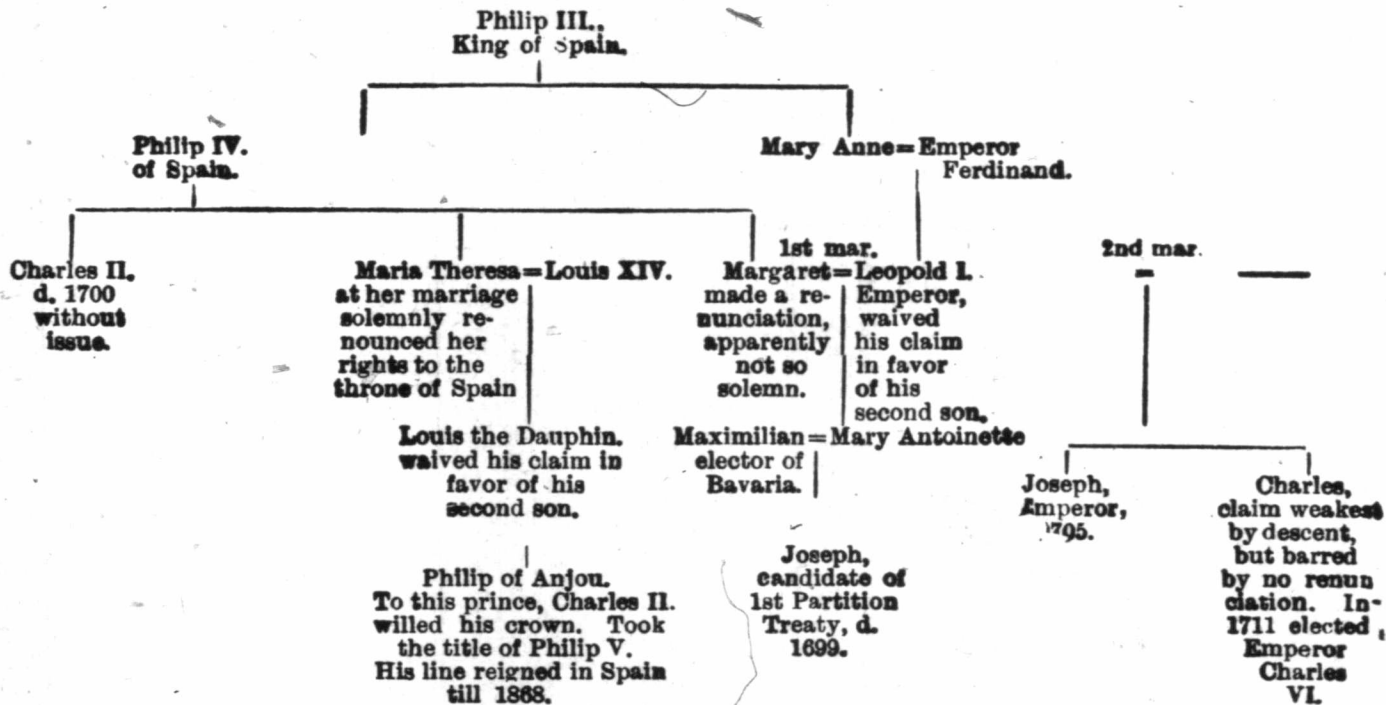 Philip III.,
King of Spain.
Philip IV.
of Spain.
Mary Anne=Emperor
Ferdinand.
Charles II.
d. 1700
without
issue.
Maria Theresa=Louis XIV.
at her marriage
solemnly re-
nounced her
rights to the
throne of Spain
1st mar.
Margaret=Leopold I.
made a re-
nunciation,
apparently
not so
solemn.
Emperor,
waived
his claim
in favor
of his
second son.
2nd mar.
Louis the Dauphin.
waived his claim in
favor of his
second son.
Maximilian=Mary Antoinette
elector of
Bavaria.
Joseph,
Emperor,
Charles,
claim weakest
by descent,
but barred
by no renun
ciation. In-
1711 elected
Emperor
Charles
VI.
Philip of Anjou.
To this prince, Charles II.
willed his crown. Took
the title of Philip V.
His line reigned in Spain
till 1868.
Joseph,
candidate of
1st Partition
Treaty, d.
1699.